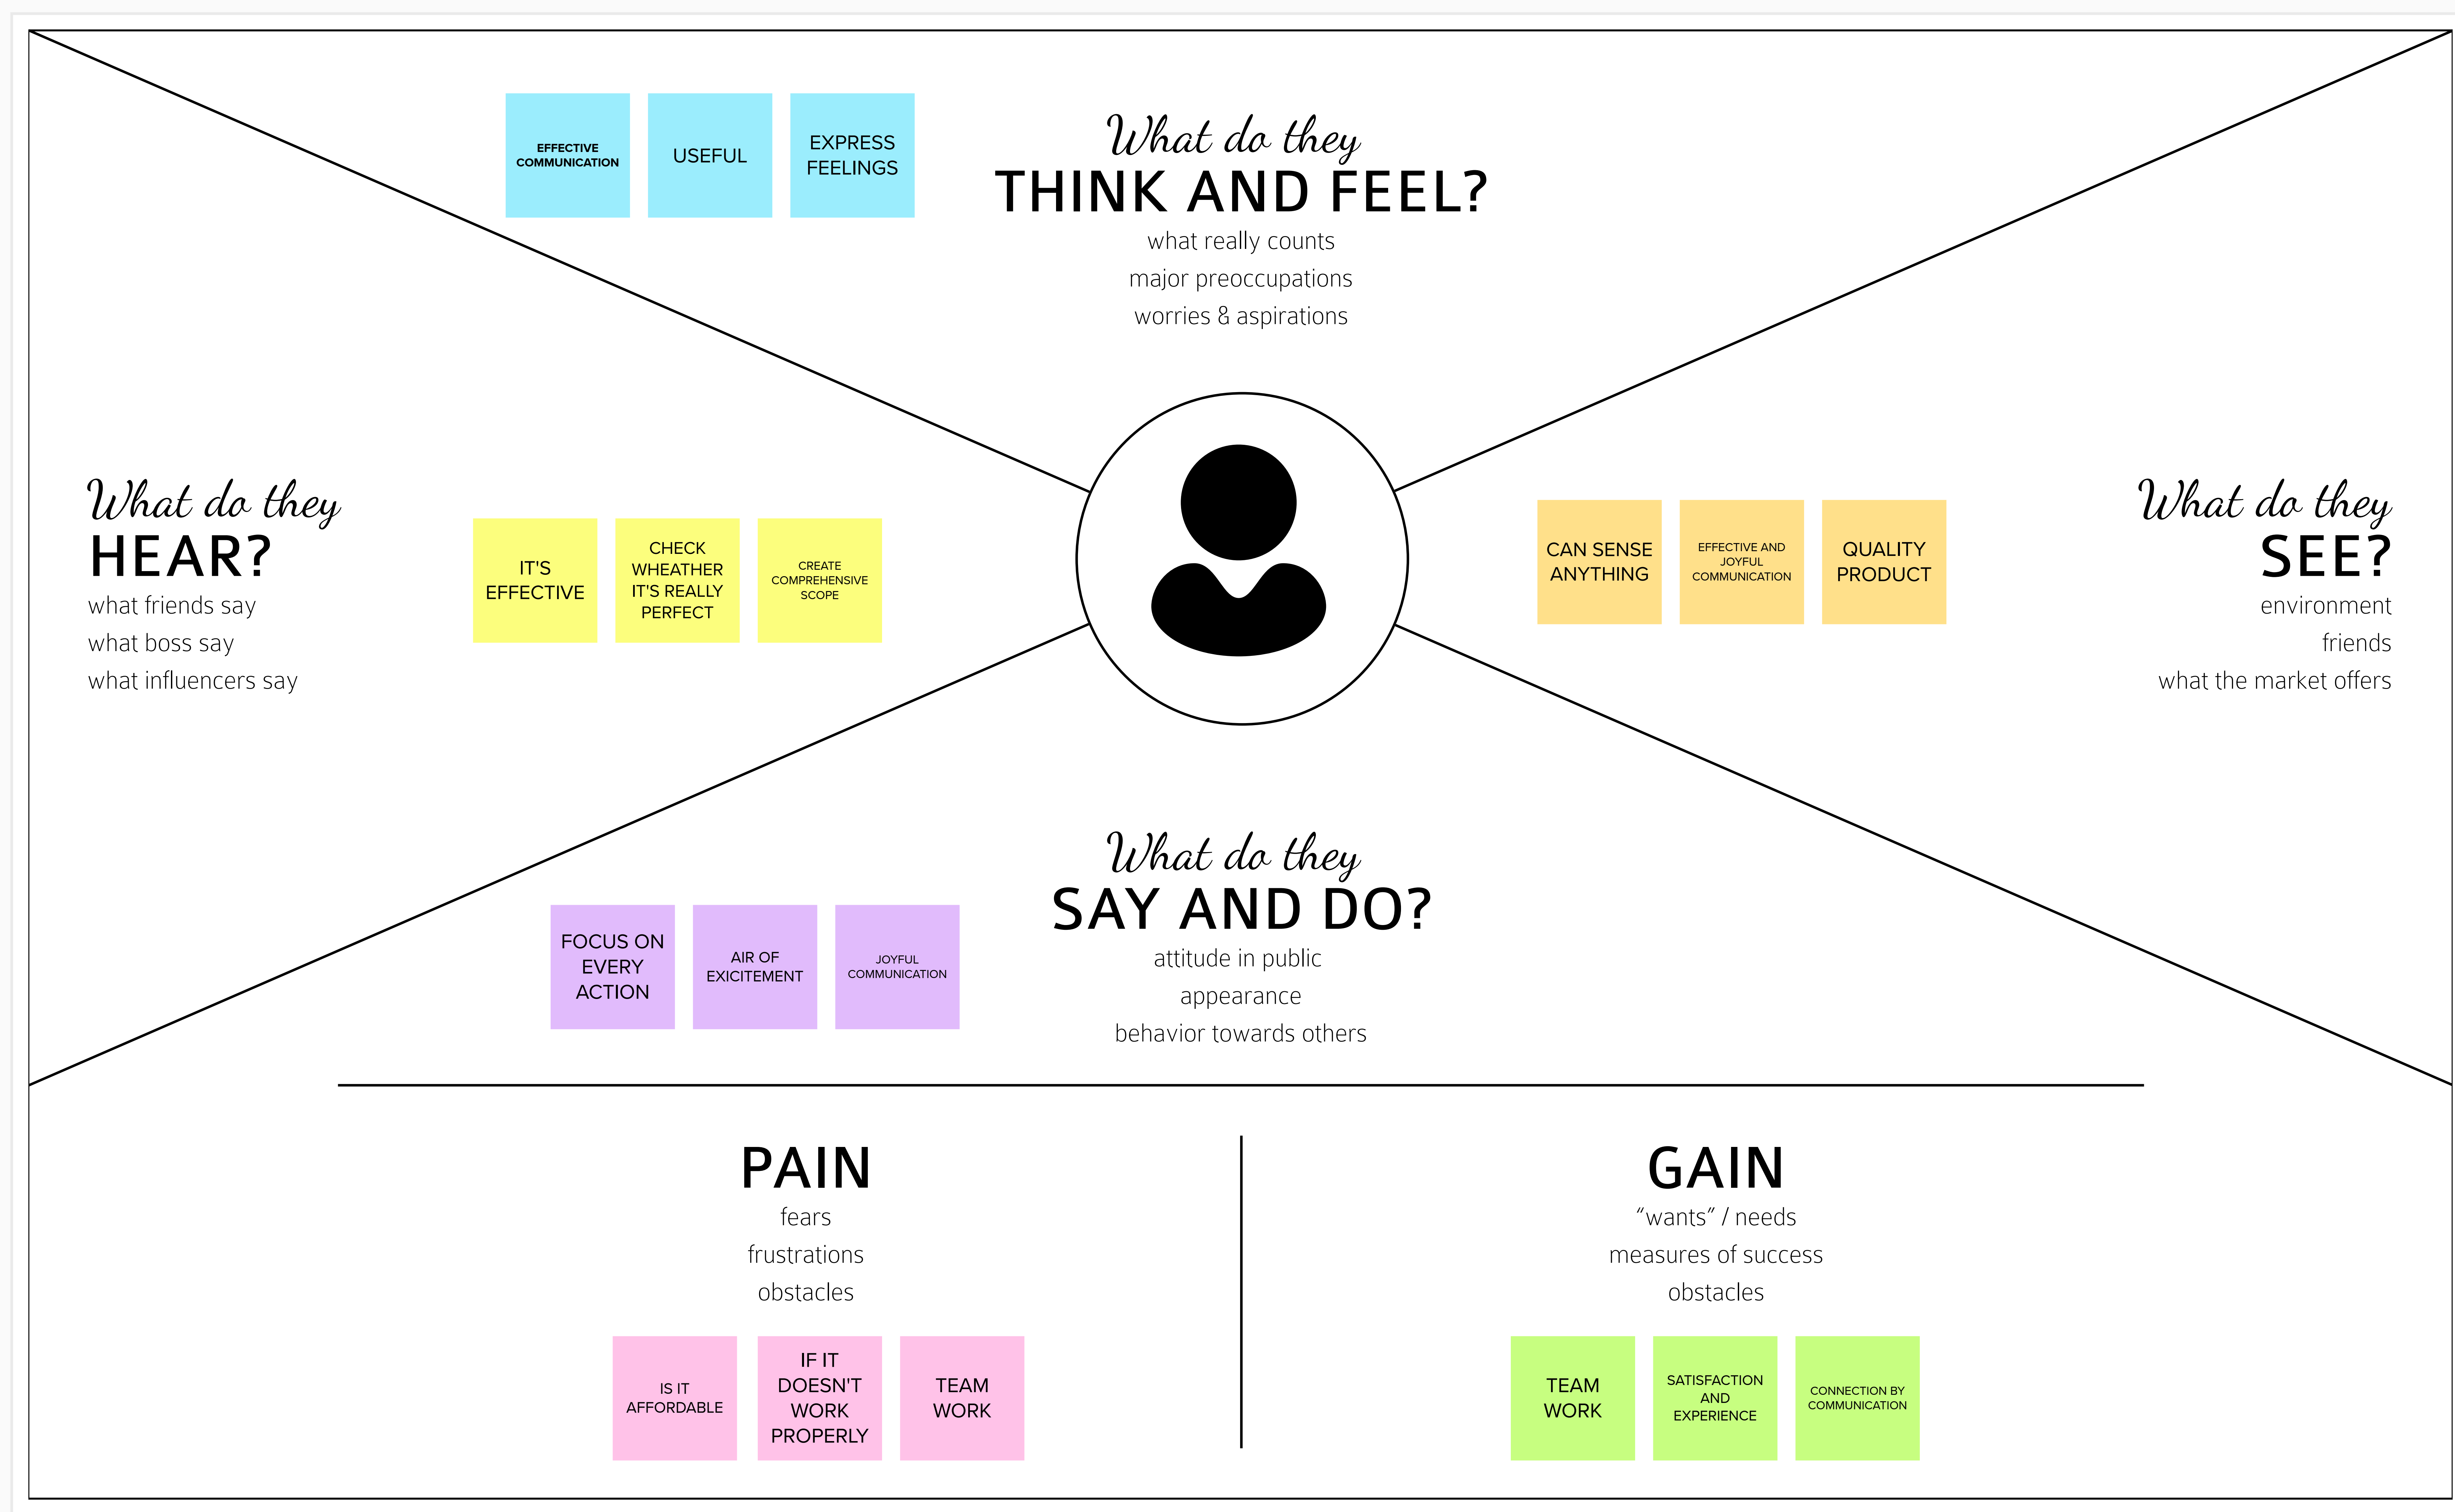 EFFECTIVE
COMMUNICATION
USEFUL
EXPRESS
FEELINGS
What do they
THINK AND FEEL?
what really counts
major preoccupations
worries & aspirations
What do they
HEAR?
what friends say
what boss say
what influencers say
IT'S
EFFECTIVE
CHECK
WHEATHER
IT'S REALLY
PERFECT
CREATE
COMPREHENSIVE
SCOPE
CAN SENSE
ANYTHING
EFFECTIVE AND
JOYFUL
COMMUNICATION
QUALITY
PRODUCT
What do they
SEE?
environment
friends
what the market offers
What do they
SAY AND DO?
attitude in public
appearance
behavior towards others
FOCUS ON
EVERY
ACTION
AIR OF
EXICITEMENT
JOYFUL
COMMUNICATION
PAIN
fears
frustrations
obstacles
IS IT
AFFORDABLE
IF IT
DOESN'T
WORK
PROPERLY
TEAM
WORK
GAIN
“wants” / needs
measures of success
obstacles
TEAM
WORK
SATISFACTION
AND
EXPERIENCE
CONNECTION BY
COMMUNICATION